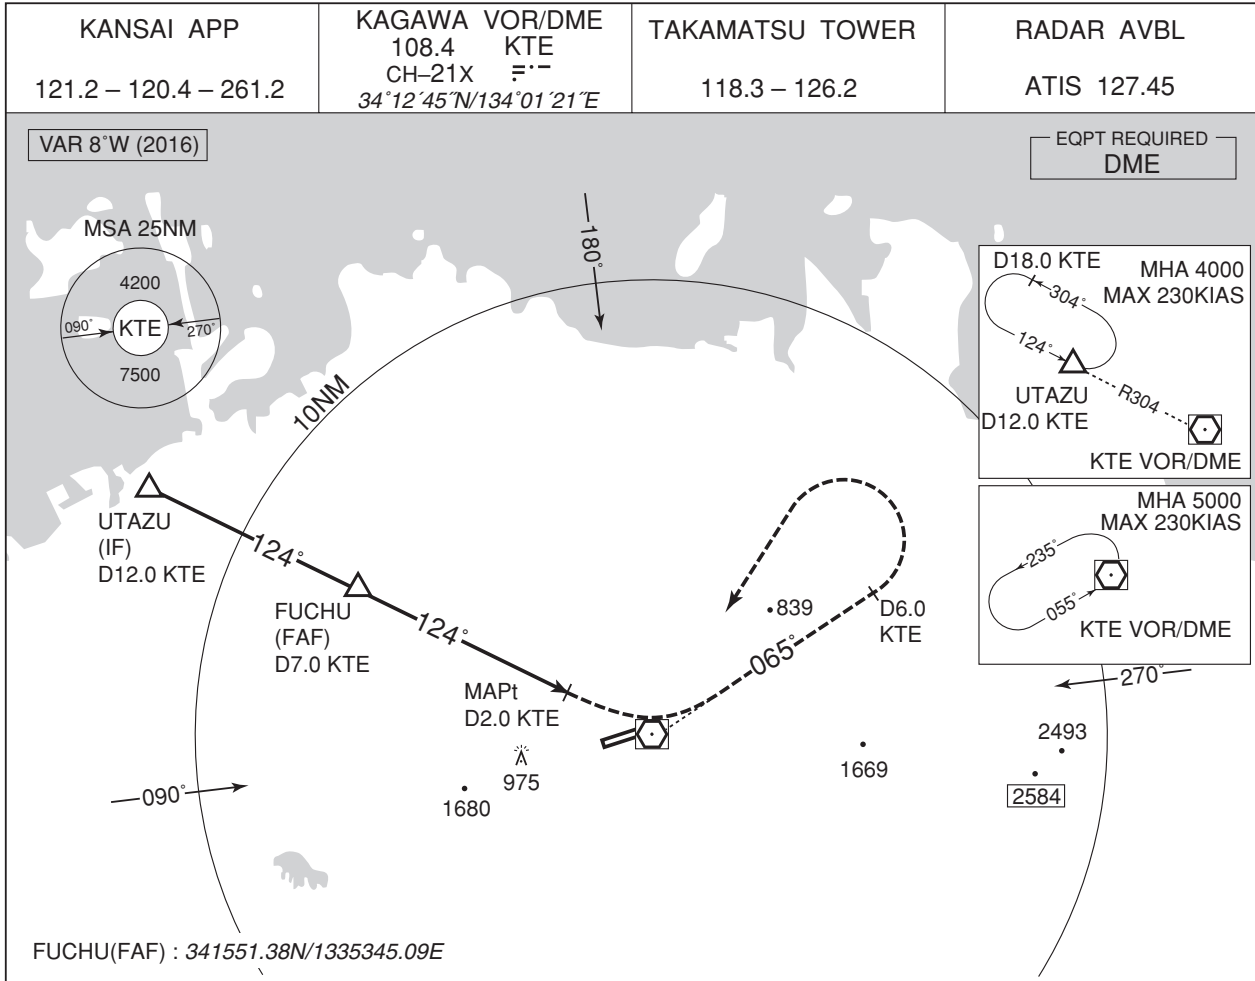 KANSAI APP
121.2 – 120.4 – 261.2
KAGAWA VOR/DME
108.4 KTE
CH–21X
34°12´45˝N/134°01´21˝E
TAKAMATSU TOWER
118.3 – 126.2
RADAR AVBL
ATIS 127.45
VAR 8°W (2016)
EQPT REQUIRED
DME
MSA 25NM
4200
090°
KTE
270°
7500
180°
10NM
D18.0 KTE
MHA 4000
MAX 230KIAS
304°
124°
UTAZU
D12.0 KTE
R304
KTE VOR/DME
MHA 5000
MAX 230KIAS
235°
055°
KTE VOR/DME
UTAZU
(IF)
D12.0 KTE
124°
FUCHU
(FAF)
D7.0 KTE
124°
MAPt
D2.0 KTE
839
D6.0
KTE
065°
270°
2493
1669
2584
975
1680
090°
FUCHU(FAF) : 341551.38N/1335345.09E